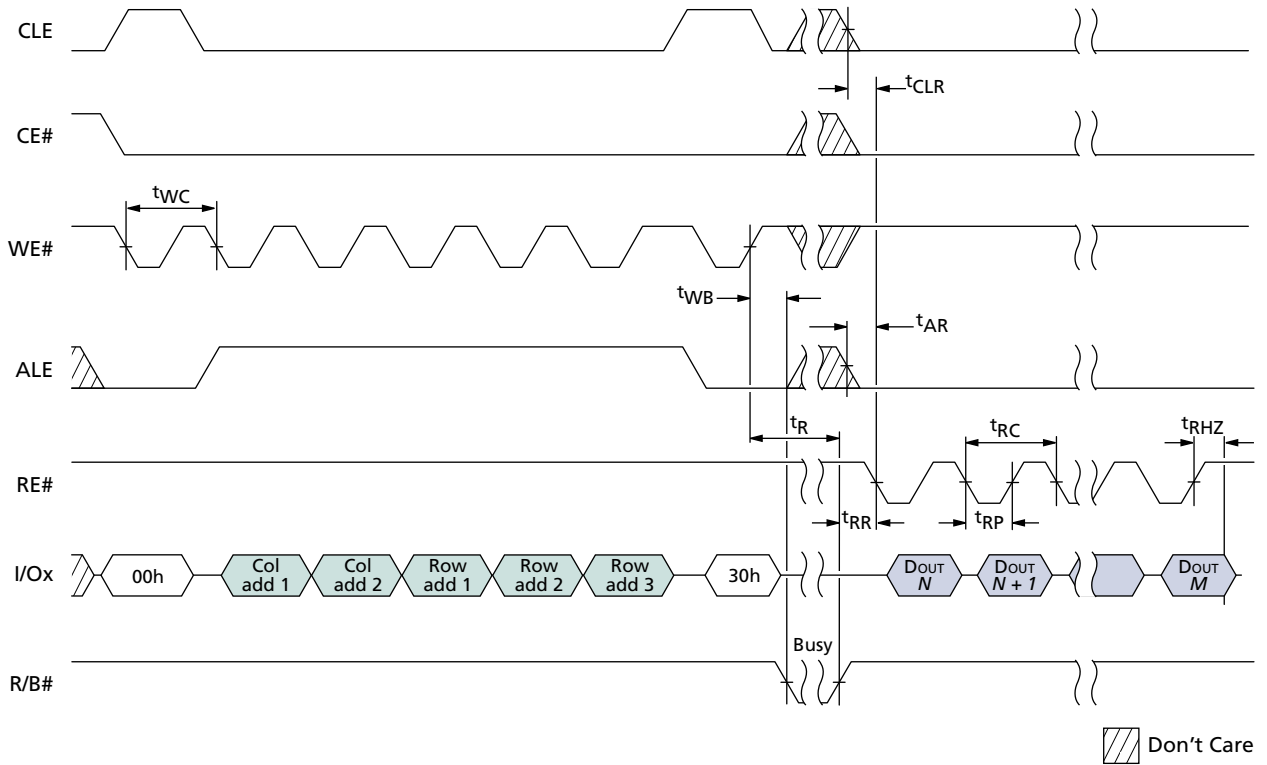 CLE
tCLR
CE#
tWC
WE#
tWB
tAR
ALE
tR
tRC
tRHZ
RE#
tRR
tRP
I/Ox
00h
Col
add 1
Col
add 2
Row
add 1
Row
add 2
Row
add 3
30h
DOUT
N
DOUT
N + 1
DOUT
M
Busy
R/B#
Don't Care